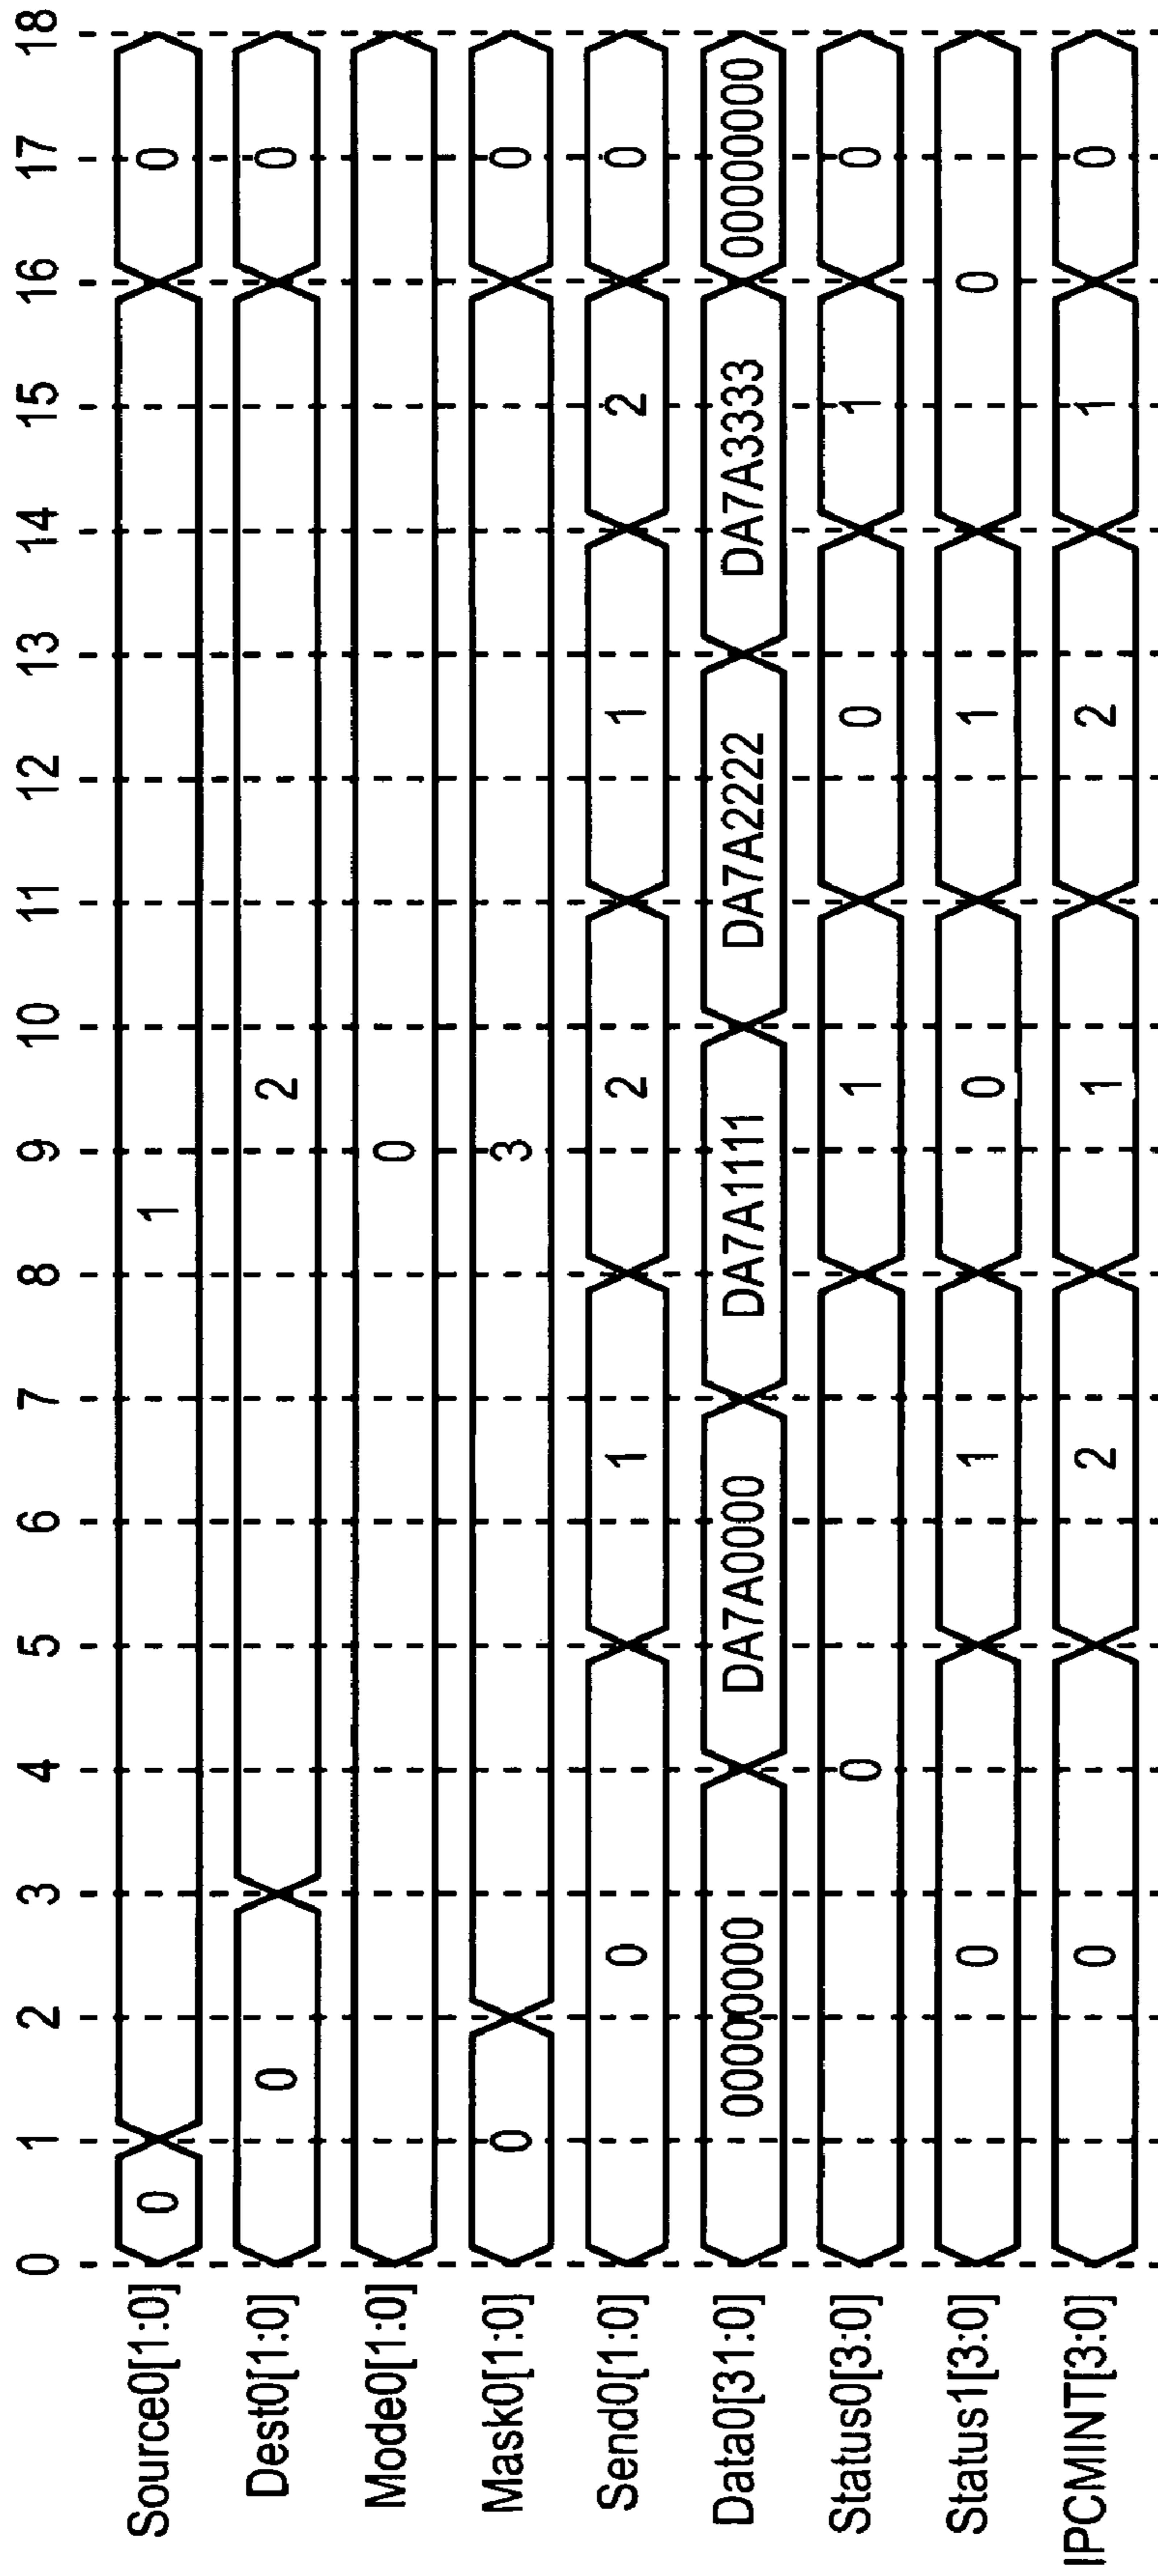 0 1 2 3 4 5 6 7 8 9 10 11 12 13 14 15 16 17 18
Source0[1:0] 0 1 0
Dest0[1:0] 0 2 0
Mode0[1:0] 0
Mask0[1:0] 0 3 0
Send0[1:0] 0 1 2 1 2 0
Data0[31:0] 00000000 DA7A0000 DA7A1111 DA7A2222 DA7A3333 00000000
Status0[3:0] 0 1 0 1 0
Status1[3:0] 0 1 0 1 0
IPCMINT[3:0] 0 2 1 2 1 0